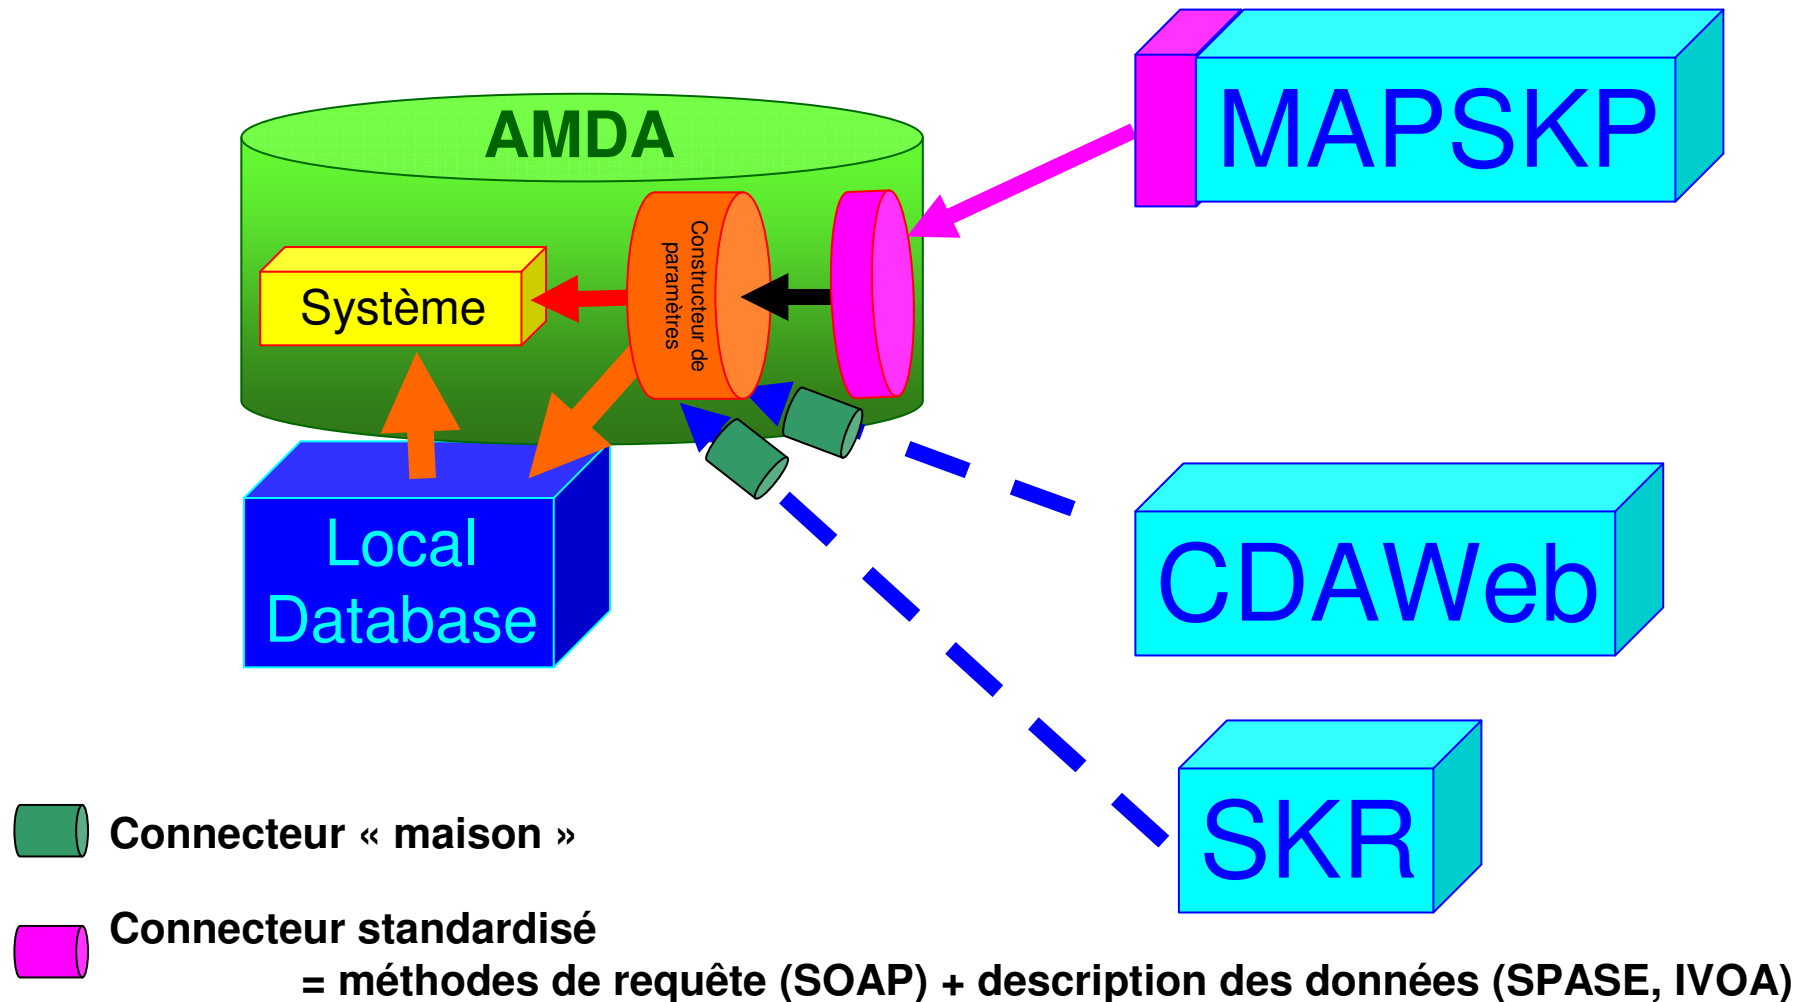 AMDA
MAPSKP
Constructeur de
paramètres
Système
Local
Database
CDAWeb
SKR
Connecteur « maison »
Connecteur standardisé
= méthodes de requête (SOAP) + description des données (SPASE, IVOA)